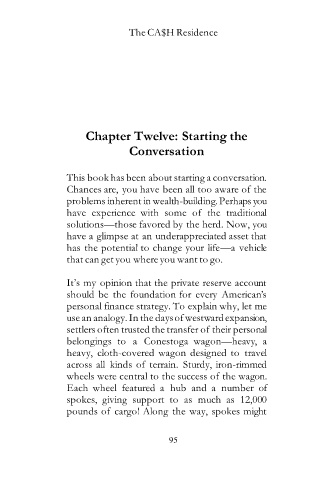 The CA$H Residence
Chapter Twelve: Starting the
Conversation
This book has been about starting a conversation.
Chances are, you have been all too aware of the
problems inherent in wealth-building. Perhaps you
have experience with some of the traditional
solutions—those favored by the herd. Now, you
have a glimpse at an underappreciated asset that
has the potential to change your life—a vehicle
that can get you where you want to go.
It's my opinion that the private reserve account
should be the foundation for every American's
personal finance strategy. To explain why, let me
use an analogy. In the days of westward expansion,
settlers often trusted the transfer of their personal
belongings to a Conestoga wagon—heavy, a
heavy, cloth-covered wagon designed to travel
across all kinds of terrain. Sturdy, iron-rimmed
wheels were central to the success of the wagon.
Each wheel featured a hub and a number of
spokes, giving support to as much as 12,000
pounds of cargo! Along the way, spokes might
95